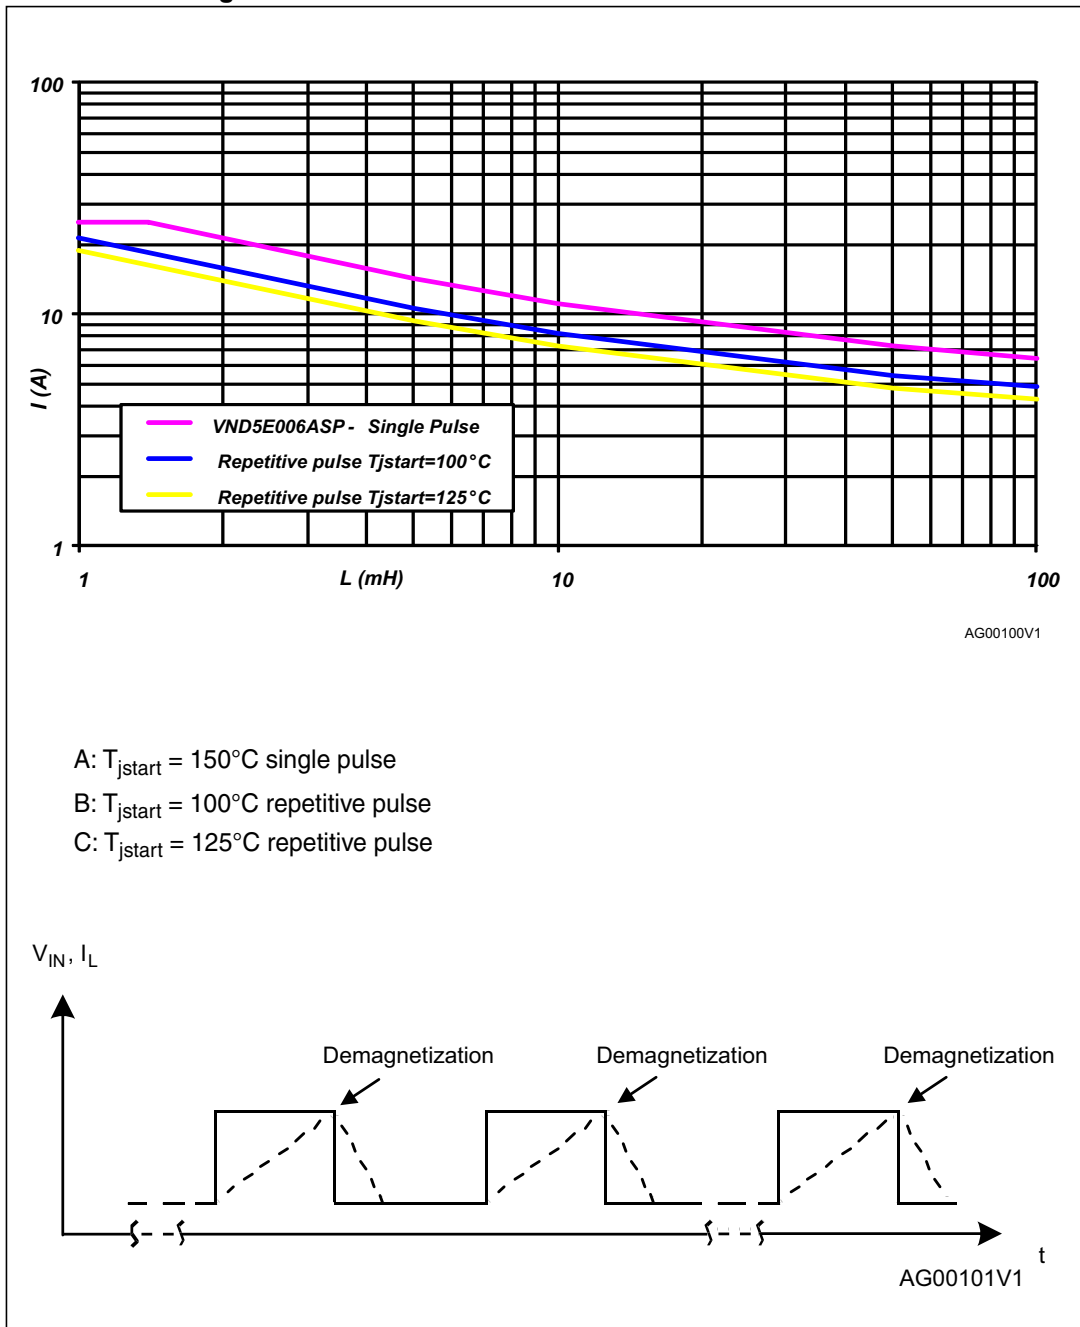 100
10
1
I (A)
VND5E006ASP - Single Pulse
Repetitive pulse Tjstart=100°C
Repetitive pulse Tjstart=125°C
1 L (mH) 10 100
AG00100V1
A: Tjstart = 150°C single pulse
B: Tjstart = 100°C repetitive pulse
C: Tjstart = 125°C repetitive pulse
VIN, IL
Demagnetization Demagnetization Demagnetization
t
AG00101V1